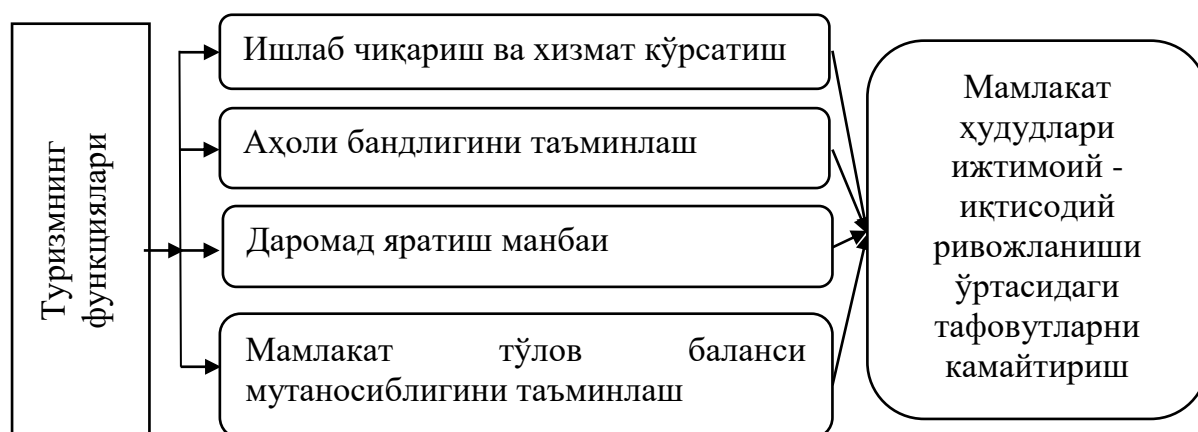 Туризмнинг
функциялари
Ишлаб чиқариш ва хизмат кўрсатиш
Аҳоли бандлигини таъминлаш
Даромад яратиш манбаи
Мамлакат тўлов баланси
мутаносиблигини таъминлаш
Мамлакат
ҳудудлари
ижтимоий -
иқтисодий
ривожланиши
ўртасидаги
тафовутларни
камайтириш